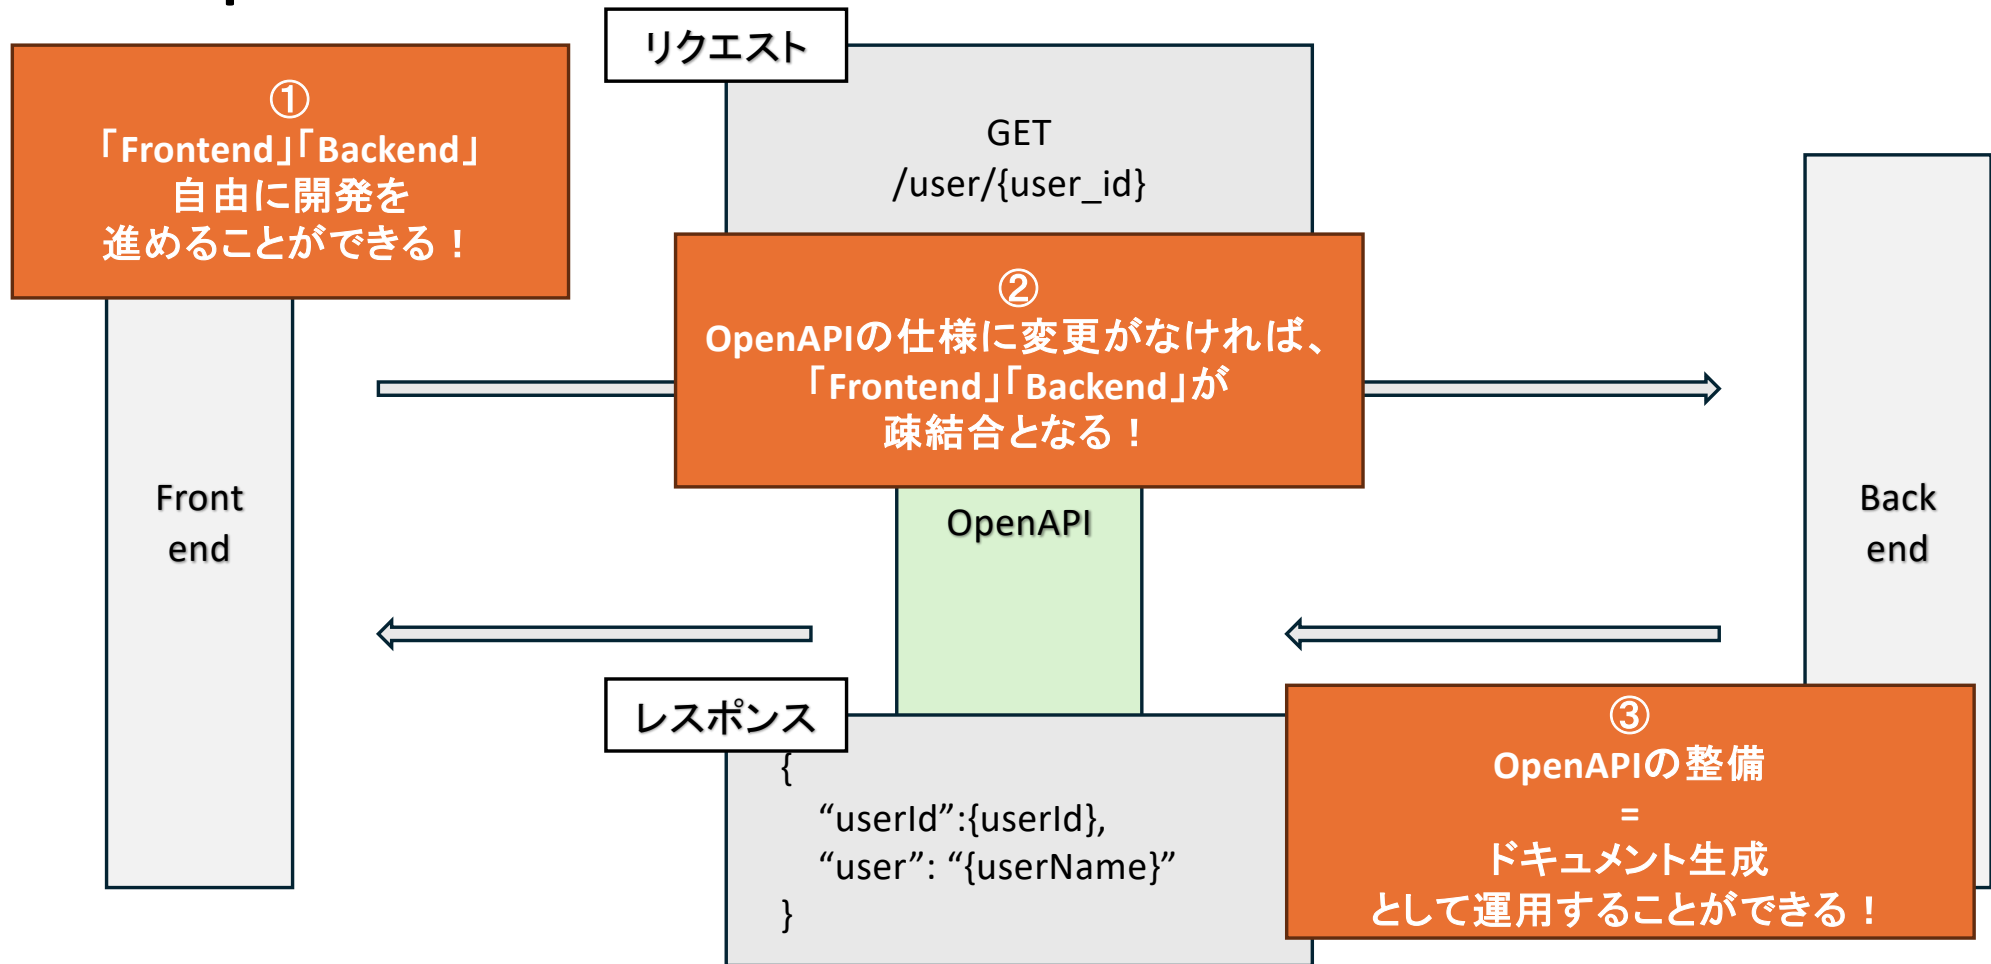 リクエスト
①
「Frontend」「Backend」
自由に開発を
進めることができる！
GET
/user/{user_id}
②
OpenAPIの仕様に変更がなければ、
「Frontend」「Backend」が
疎結合となる！
Front
end
OpenAPI
Back
end
レスポンス
{
“userId”:{userId},
“user”: “{userName}”
}
③
OpenAPIの整備
=
ドキュメント生成
として運用することができる！